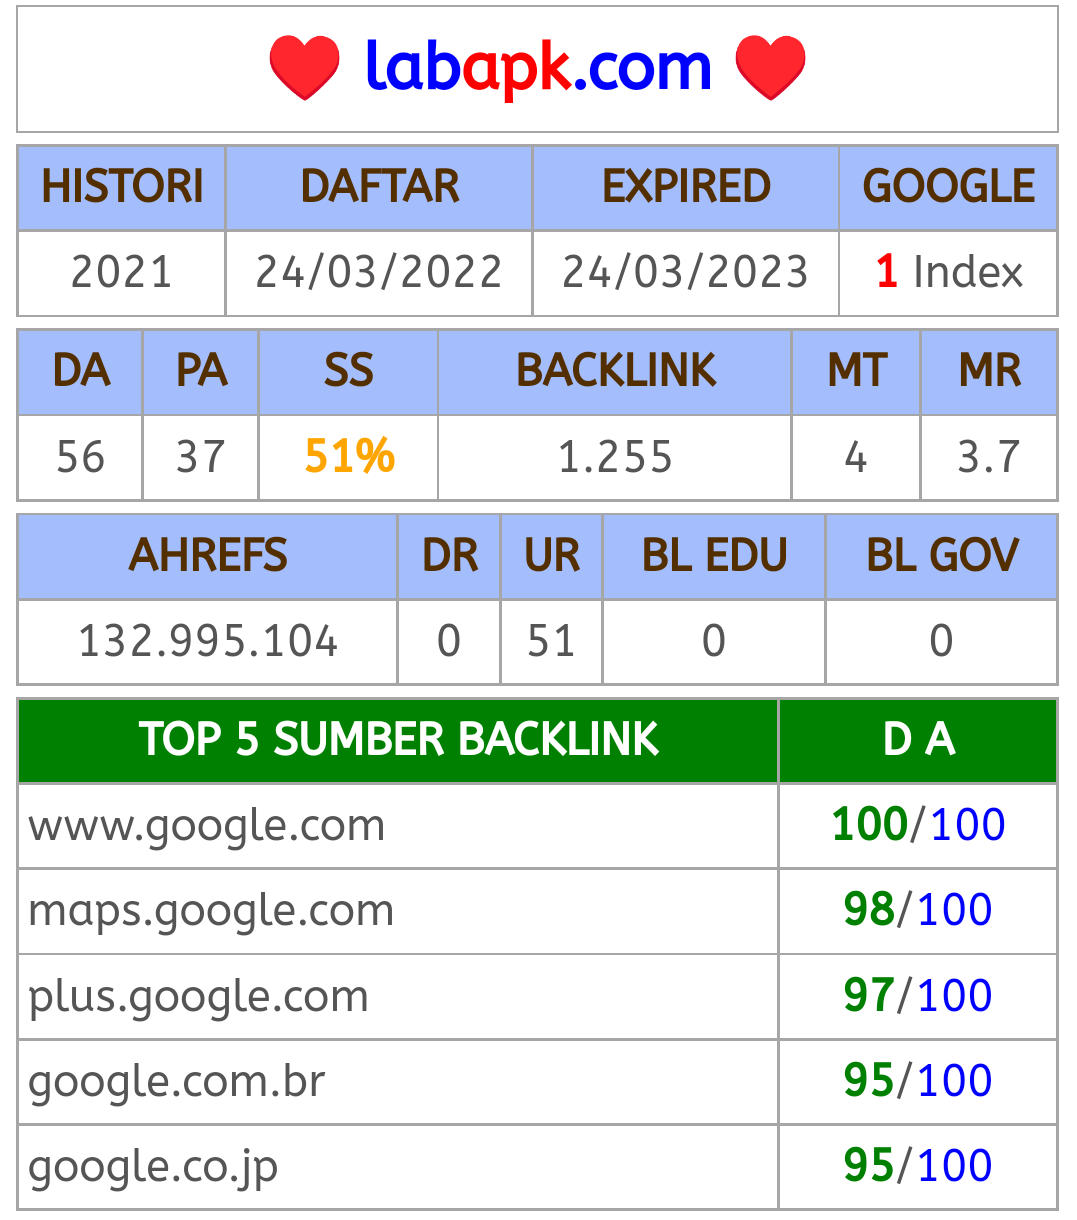 labapk.com
HISTORI DAFTAR EXPIRED GOOGLE
2021 24/03/2022 24/03/2023 1 Index
DA PA SS BACKLINK MT MR
56 37 51% 1.255 4 3.7
AHREFS DR UR BL EDU BL GOV
132.995.104 0 51 0 0
TOP 5 SUMBER BACKLINK D A
www.google.com 100/100
maps.google.com 98/100
plus.google.com 97/100
google.com.br 95/100
google.co.jp 95/100